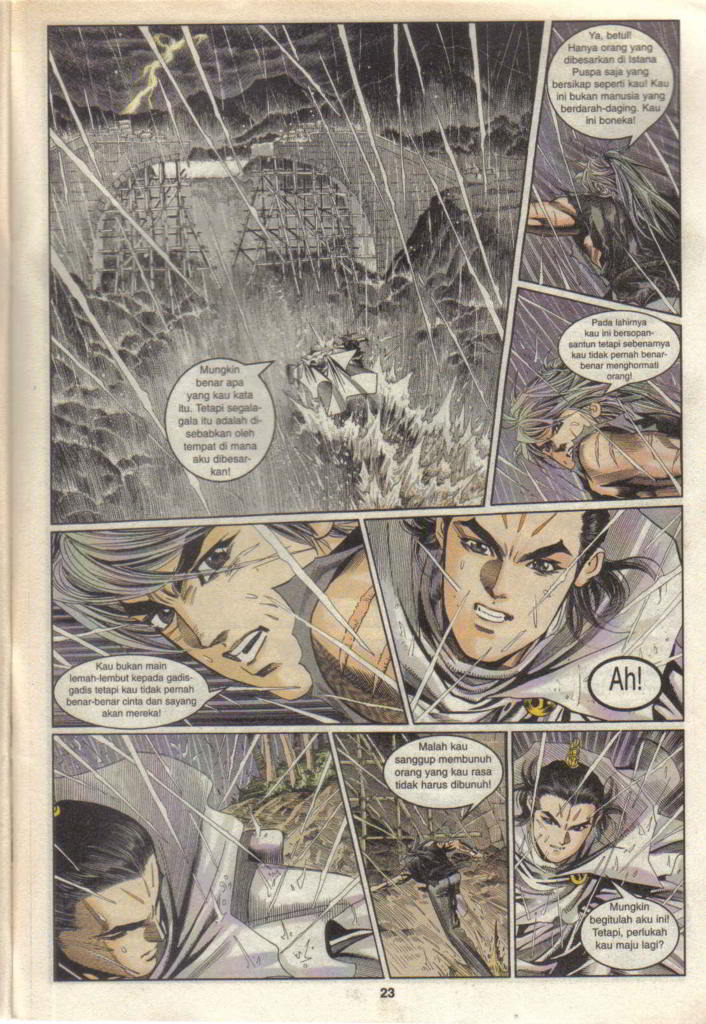 Mungkin
benar apa
yang kau kata
itu. Tetapi segala-
gala itu adalah di-
sebabkan oleh
tempat di mana
aku dibesar-
kan!
Ya, betul!
Hanya orang yang
dibesarkan di Istana
Puspa saja yang
bersikap seperti kau! Kau
ini bukan manusia yang
berdarah-daging. Kau
ini boneka!
Pada lahirnya
kau ini bersopan-
santun tetapi sebenarnya
kau tidak pernah benar-
benar menghormati
orang!
Kau bukan main
lemah-lembut kepada gadis-
gadis tetapi kau tidak pernah
benar-benar cinta dan sayang
akan mereka!
Ah!
Malah kau
sanggup membunuh
orang yang kau rasa
tidak harus dibunuh!
Mungkin
begitulah aku ini!
Tetapi, perlukah
kau maju lagi?
23